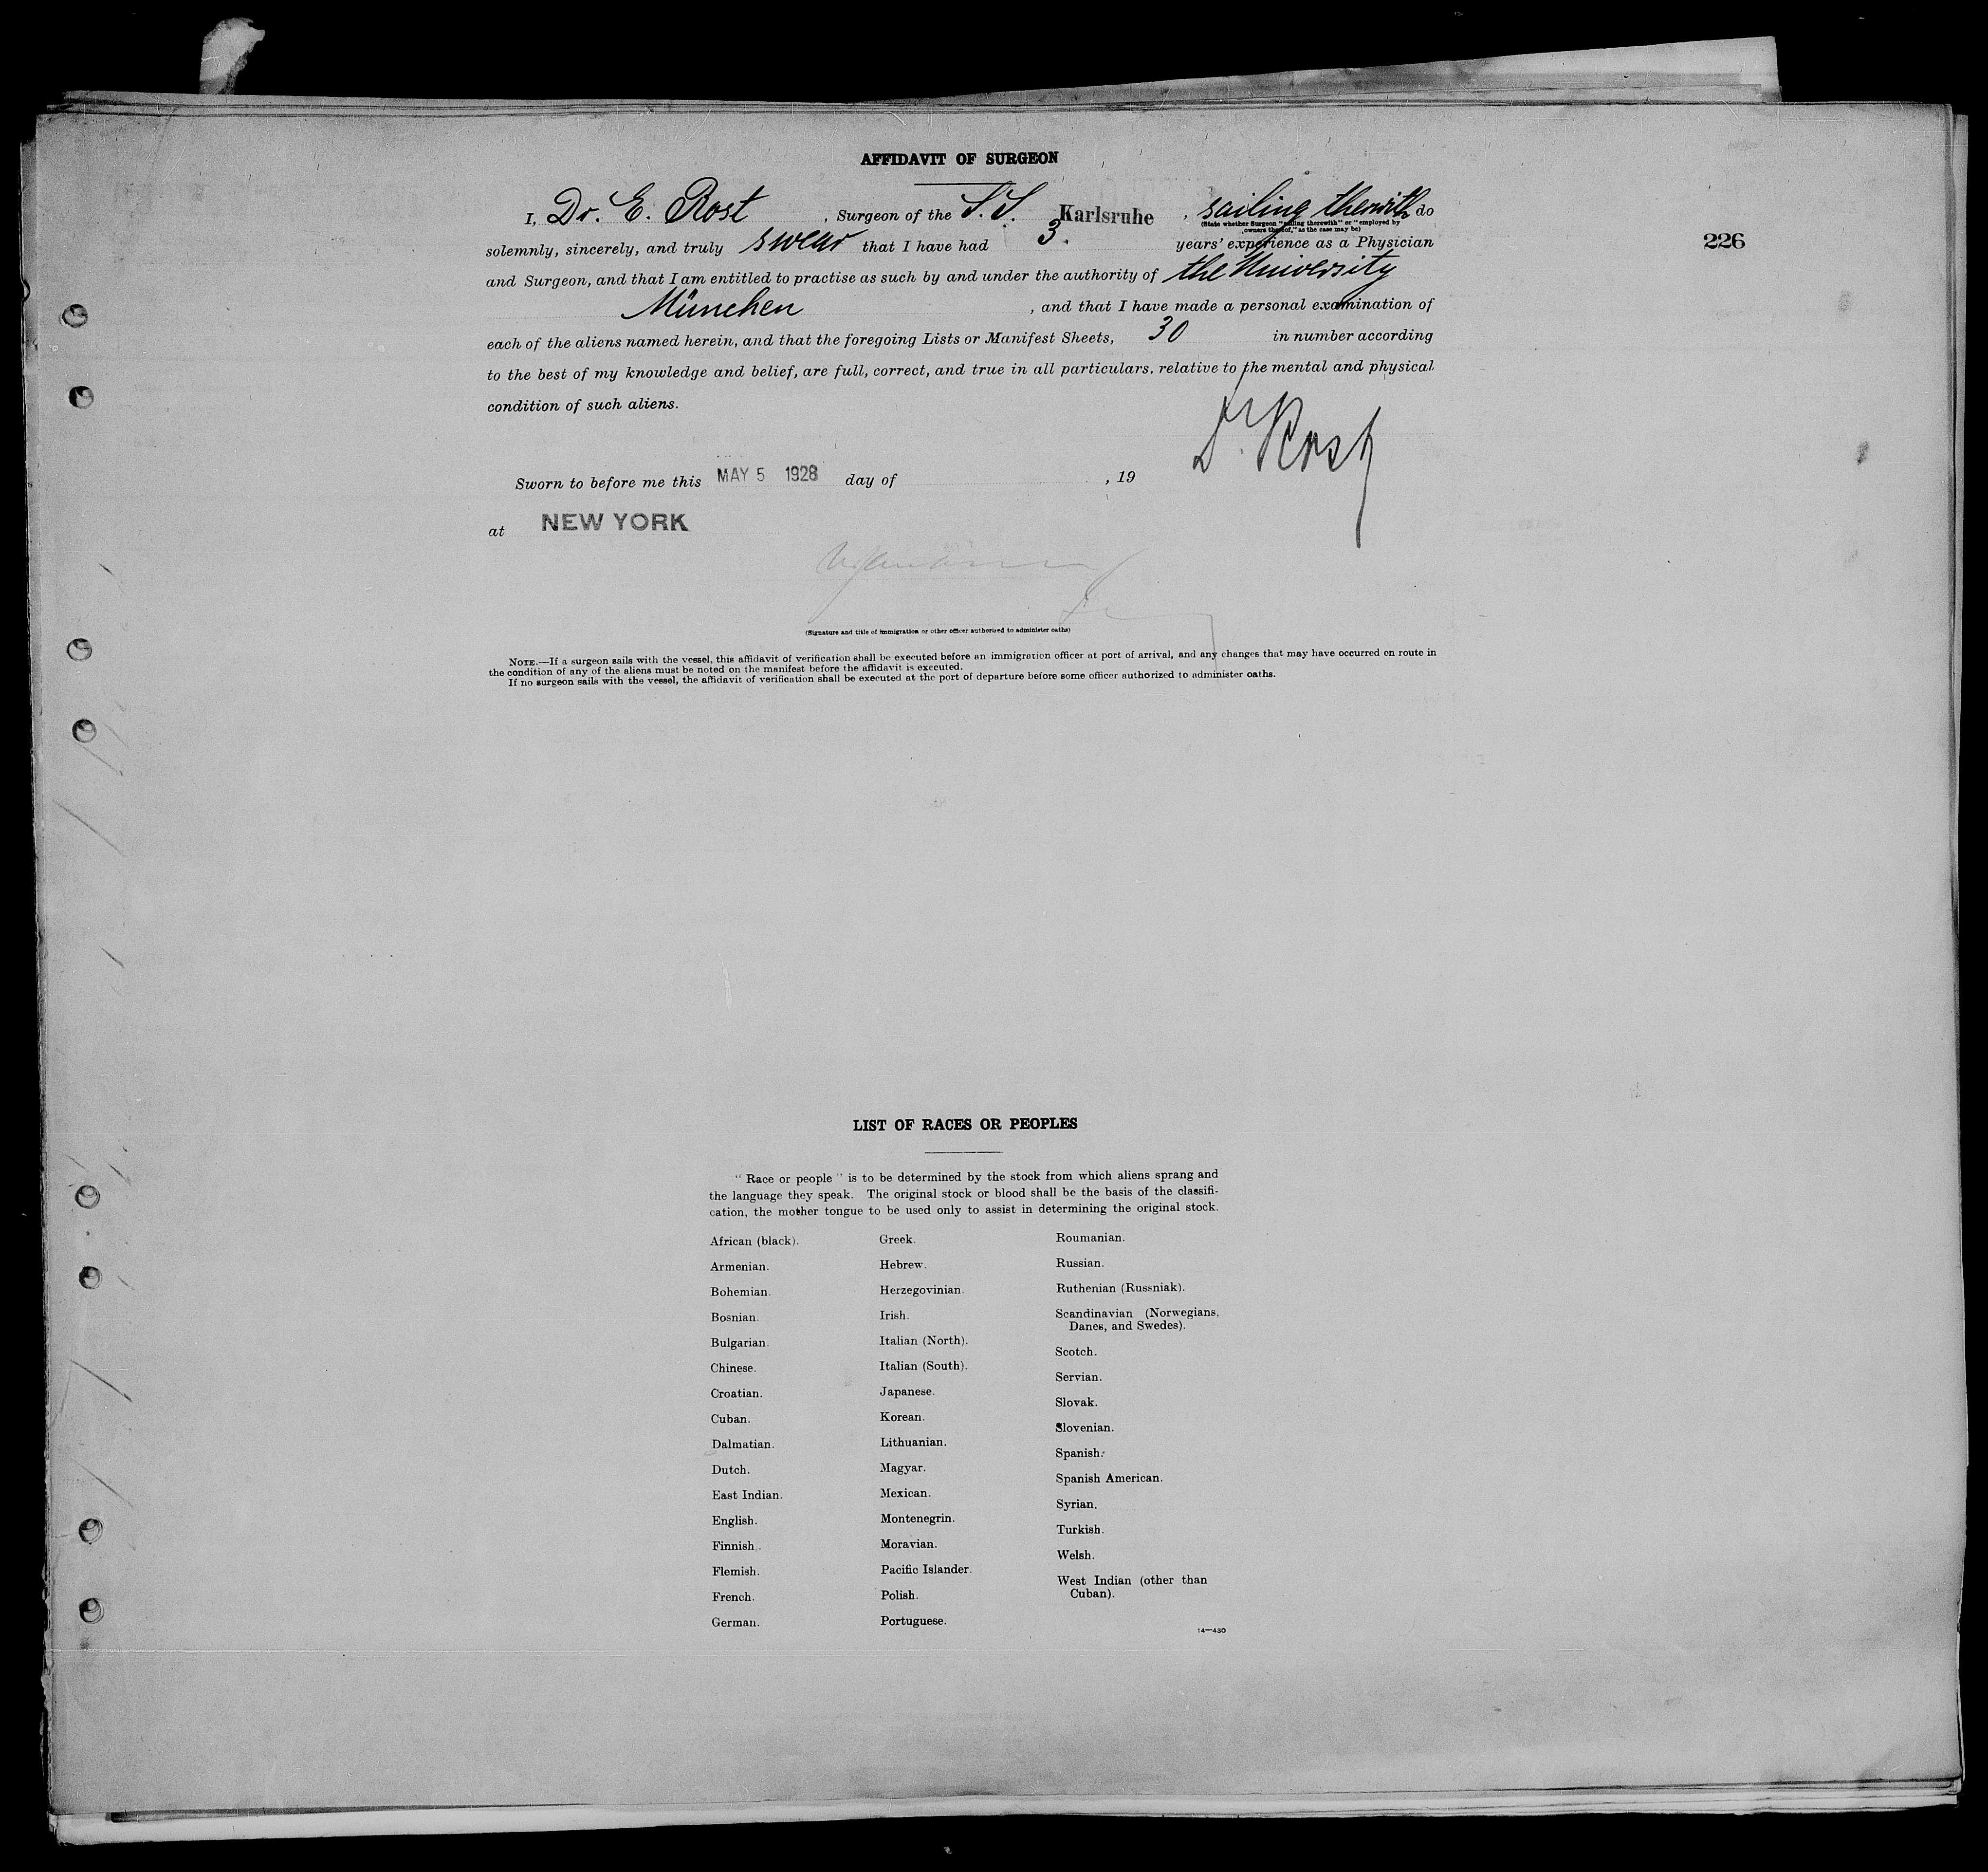 AFFIDAVIT OF SURGEON
I, Dr. E. Rost, Surgeon of the S.S. Karlsruhe, sailing therewith do
(State whether Surgeon "sailing therewith" or "employed by
owners thereof," as the case may be)
solemnly, sincerely, and truly swear that I have had 3. years' experience as a Physician
226
and Surgeon, and that I am entitled to practise as such by and under the authority of the University
München, and that I have made a personal examination of
each of the aliens named herein, and that the foregoing Lists or Manifest Sheets, 30 in number according
to the best of my knowledge and belief, are full, correct, and true in all particulars. relative to the mental and physical
condition of such aliens.
Dr. Rost
Sworn to before me this MAY 5 1928 day of , 19
at NEW YORK
(Signature and title of immigration or other officer authorized to administer oaths)
NOTE.—If a surgeon sails with the vessel, this affidavit of verification shall be executed before an immigration officer at port of arrival, and any changes that may have occurred en route in
the condition of any of the aliens must be noted on the manifest before the affidavit is executed.
If no surgeon sails with the vessel, the affidavit of verification shall be executed at the port of departure before some officer authorized to administer oaths.
LIST OF RACES OR PEOPLES
"Race or people" is to be determined by the stock from which aliens sprang and
the language they speak. The original stock or blood shall be the basis of the classifi-
cation, the mother tongue to be used only to assist in determining the original stock.
African (black).
Armenian.
Bohemian.
Bosnian.
Bulgarian.
Chinese.
Croatian.
Cuban.
Dalmatian.
Dutch.
East Indian.
English.
Finnish.
Flemish.
French.
German.
Greek.
Hebrew.
Herzegovinian.
Irish.
Italian (North).
Italian (South).
Japanese.
Korean.
Lithuanian.
Magyar.
Mexican.
Montenegrin.
Moravian.
Pacific Islander.
Polish.
Portuguese.
Roumanian.
Russian.
Ruthenian (Russniak).
Scandinavian (Norwegians,
Danes, and Swedes).
Scotch.
Servian.
Slovak.
Slovenian.
Spanish.
Spanish American.
Syrian.
Turkish.
Welsh.
West Indian (other than
Cuban).
14—430